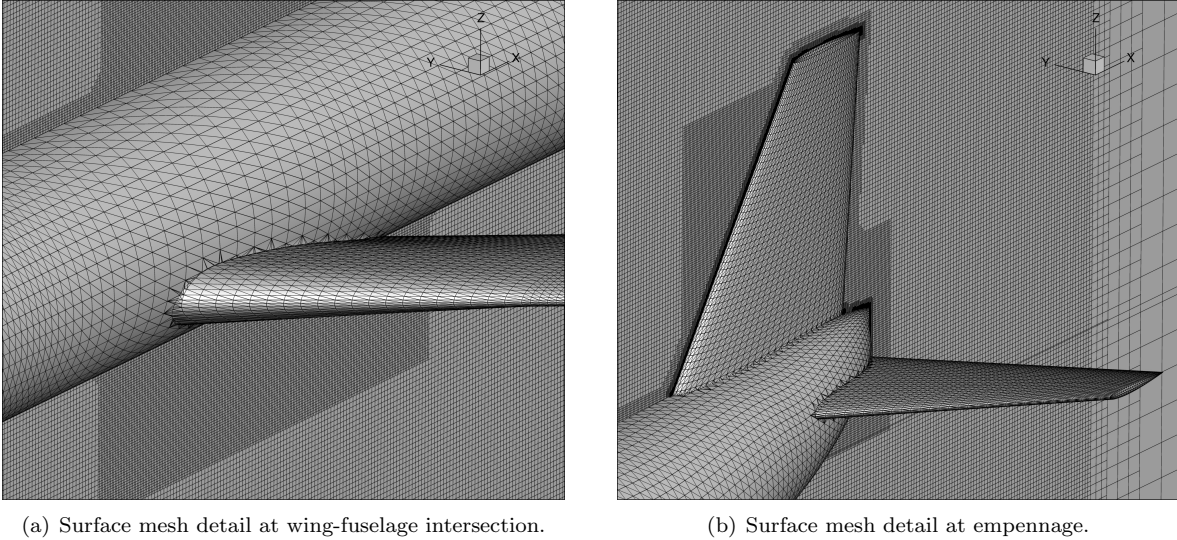 Z
Y
X
Z
Y
X
(a) Surface mesh detail at wing-fuselage intersection.
(b) Surface mesh detail at empennage.